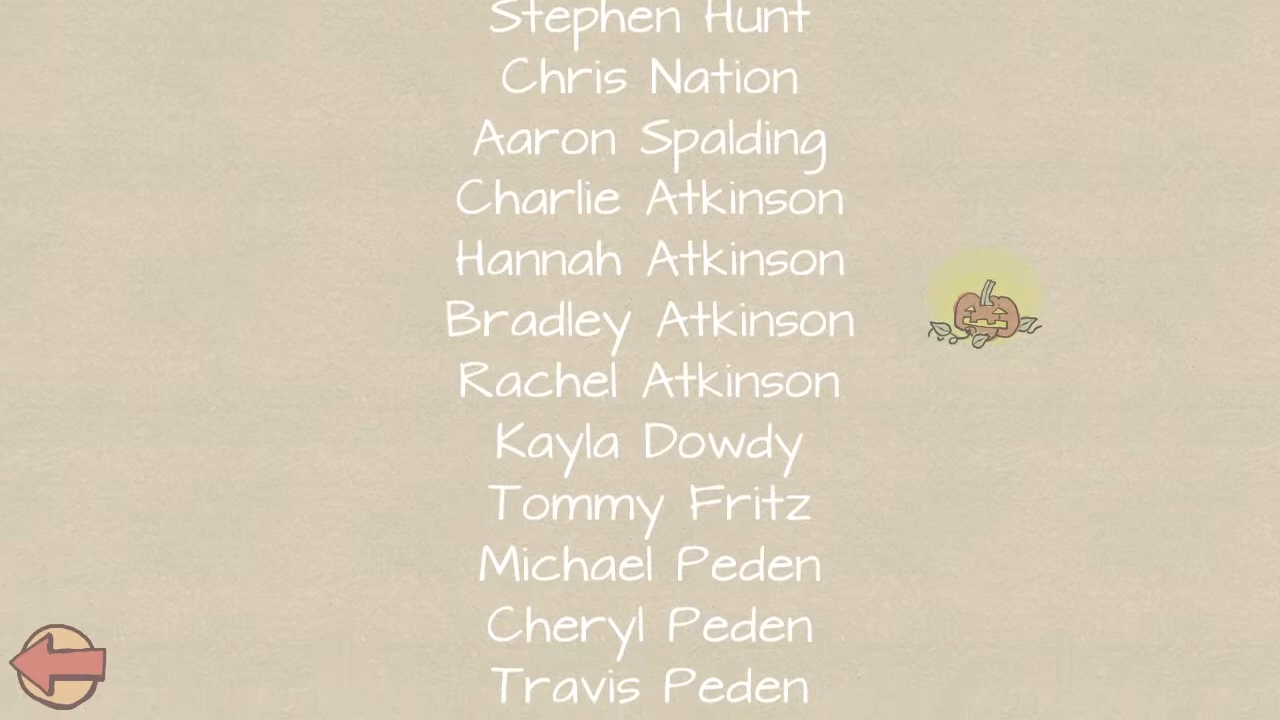 Stephen Hunt
Chris Nation
Aaron Spalding
Charlie Atkinson
Hannah Atkinson
Bradley Atkinson
Rachel Atkinson
Kayla Dowdy
Tommy Fritz
Michael Peden
Cheryl Peden
Travis Peden